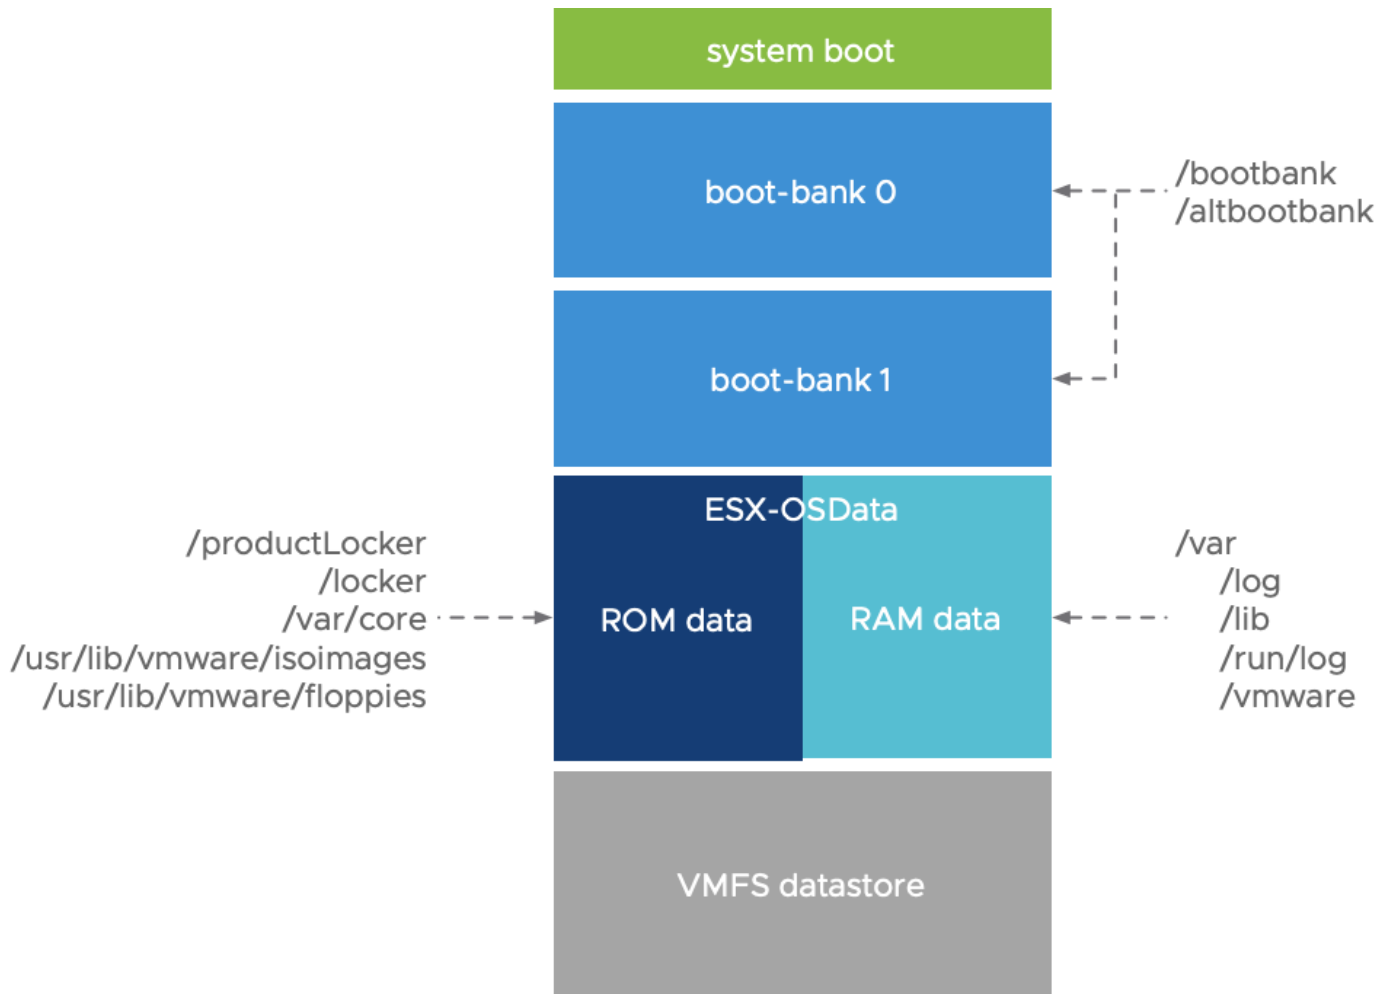 system boot
boot-bank 0
/bootbank
/altbootbank
boot-bank 1
ESX-OSData
/productLocker
/locker
/var/core
/usr/lib/vmware/isoimages
/usr/lib/vmware/floppies
ROM data
RAM data
/var
/log
/lib
/run/log
/vmware
VMFS datastore